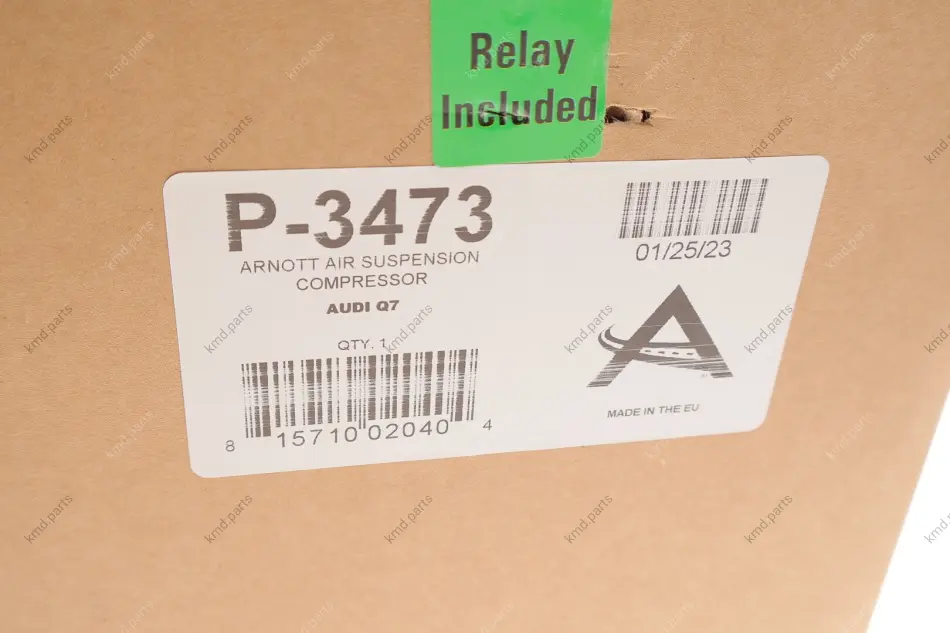 Relay
Included
P-3473
ARNOTT AIR SUSPENSION
COMPRESSOR
AUDI Q7
QTY. 1
8 15710 02040 4
01/25/23
A
MADE IN THE EU
kmd.parts